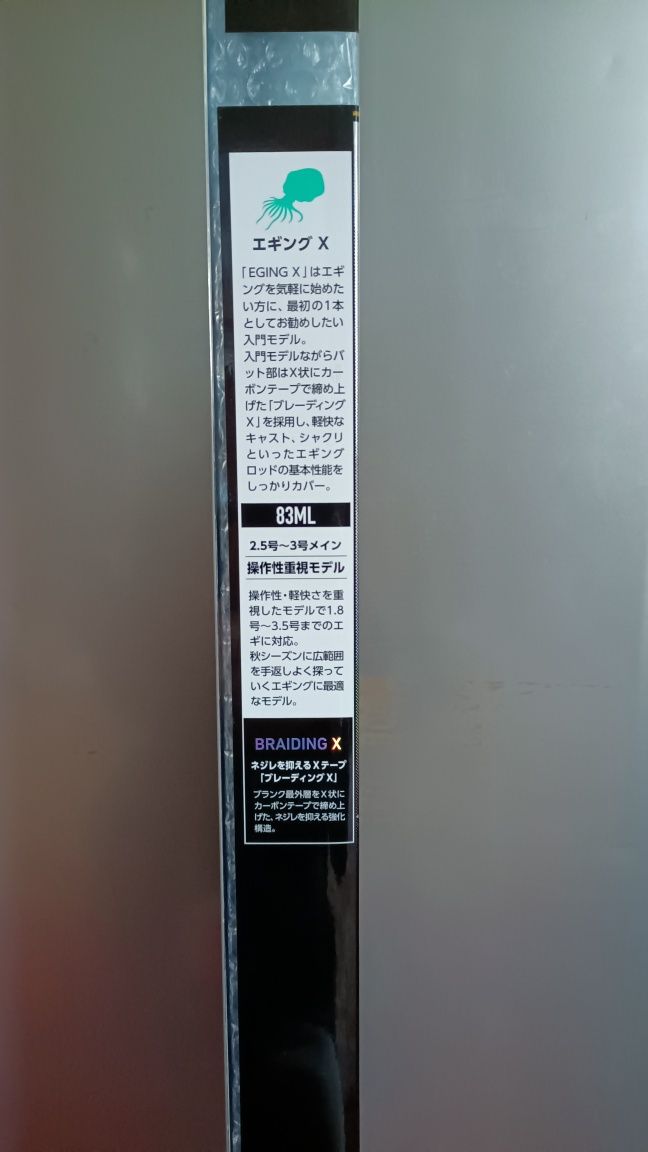 エギング X
「EGING X」はエギ
ングを気軽に始めた
い方に、最初の1本
としてお勧めしたい
入門モデル。
入門モデルながらバ
ット部はX状にカー
ボンテープで締め上
げた「ブレーディング
X」を採用し、軽快な
キャスト、シャクリ
といったエギング
ロッドの基本性能を
しっかりカバー。
83ML
2.5号～3号メイン
操作性重視モデル
操作性・軽快さを重
視したモデルで1.8
号～3.5号までのエ
ギに対応。
秋シーズンに広範囲
を手返しよく探って
いくエギングに最適
なモデル。
BRAIDING X
ネジレを抑えるXテープ
「ブレーディングX」
ブランク最外層をX状に
カーボンテープで締め上
げた、ネジレを抑える強化
構造。